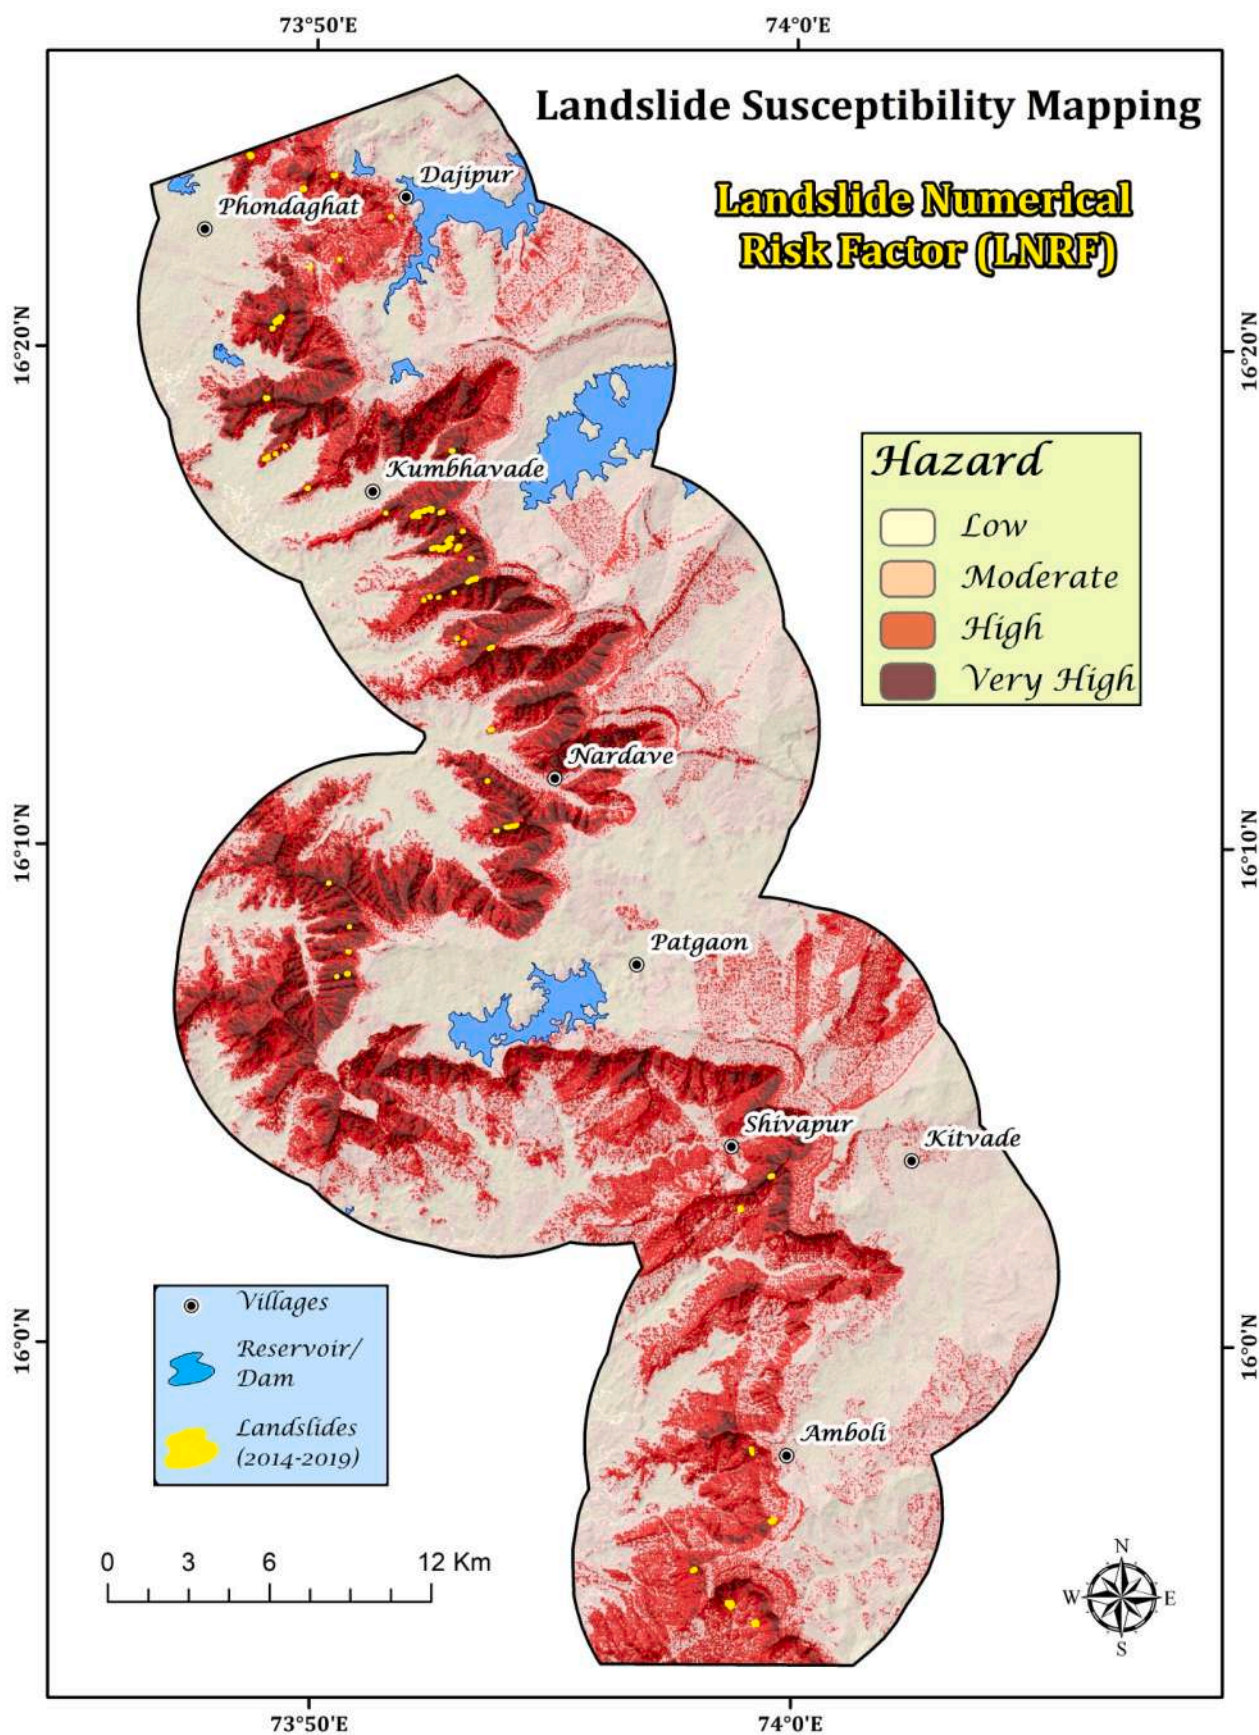 73°50'E
74°0'E
Landslide Susceptibility Mapping
Landslide Numerical
Risk Factor (LNRF)
Dajipur
Phondaghat
16°20'N
16°20'N
Hazard
Low
Moderate
High
Very High
Kumbhavade
Nardave
16°10'N
16°10'N
Patgaon
Shivapur
Kitvade
Villages
Reservoir/
Dam
Landslides
(2014-2019)
16°0'N
16°0'N
Amboli
0 3 6 12 Km
N
W E
S
73°50'E
74°0'E